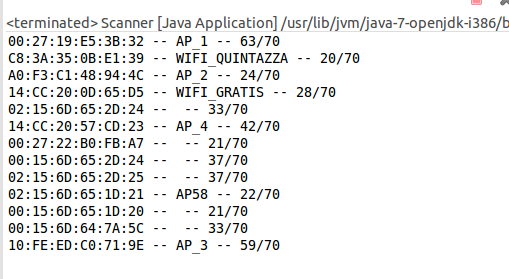 <terminated> Scanner [Java Application] /usr/lib/jvm/java-7-openjdk-i386/b
00:27:19:E5:3B:32 -- AP_1 -- 63/70
C8:3A:35:0B:E1:39 -- WIFI_QUINTAZZA -- 20/70
A0:F3:C1:48:94:4C -- AP_2 -- 24/70
14:CC:20:0D:65:D5 -- WIFI_GRATIS -- 28/70
02:15:6D:65:2D:24 --  -- 33/70
14:CC:20:57:CD:23 -- AP_4 -- 42/70
00:27:22:B0:FB:A7 --  -- 21/70
00:15:6D:65:2D:24 --  -- 37/70
02:15:6D:65:2D:25 --  -- 37/70
02:15:6D:65:1D:21 -- AP58 -- 22/70
00:15:6D:65:1D:20 --  -- 21/70
00:15:6D:64:7A:5C --  -- 33/70
10:FE:ED:C0:71:9E -- AP_3 -- 59/70